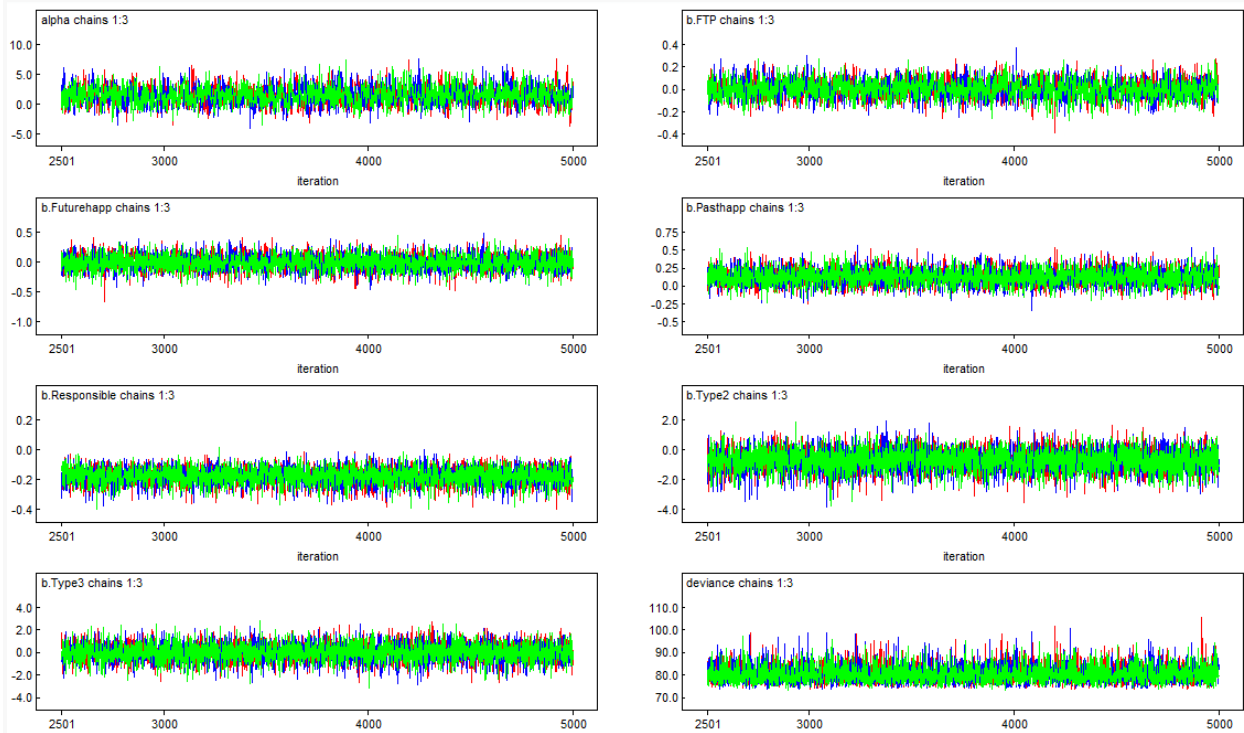 alpha chains 1:3
10.0
5.0
0.0
-5.0
2501 3000 4000 5000
iteration
b.FTP chains 1:3
0.4
0.2
0.0
-0.2
-0.4
2501 3000 4000 5000
iteration
b.Futurehapp chains 1:3
0.5
0.0
-0.5
-1.0
2501 3000 4000 5000
iteration
b.Pasthapp chains 1:3
0.75
0.5
0.25
0.0
-0.25
-0.5
2501 3000 4000 5000
iteration
b.Responsible chains 1:3
0.2
0.0
-0.2
-0.4
2501 3000 4000 5000
iteration
b.Type2 chains 1:3
2.0
0.0
-2.0
-4.0
2501 3000 4000 5000
iteration
b.Type3 chains 1:3
4.0
2.0
0.0
-2.0
-4.0
2501 3000 4000 5000
deviance chains 1:3
110.0
100.0
90.0
80.0
70.0
2501 3000 4000 5000